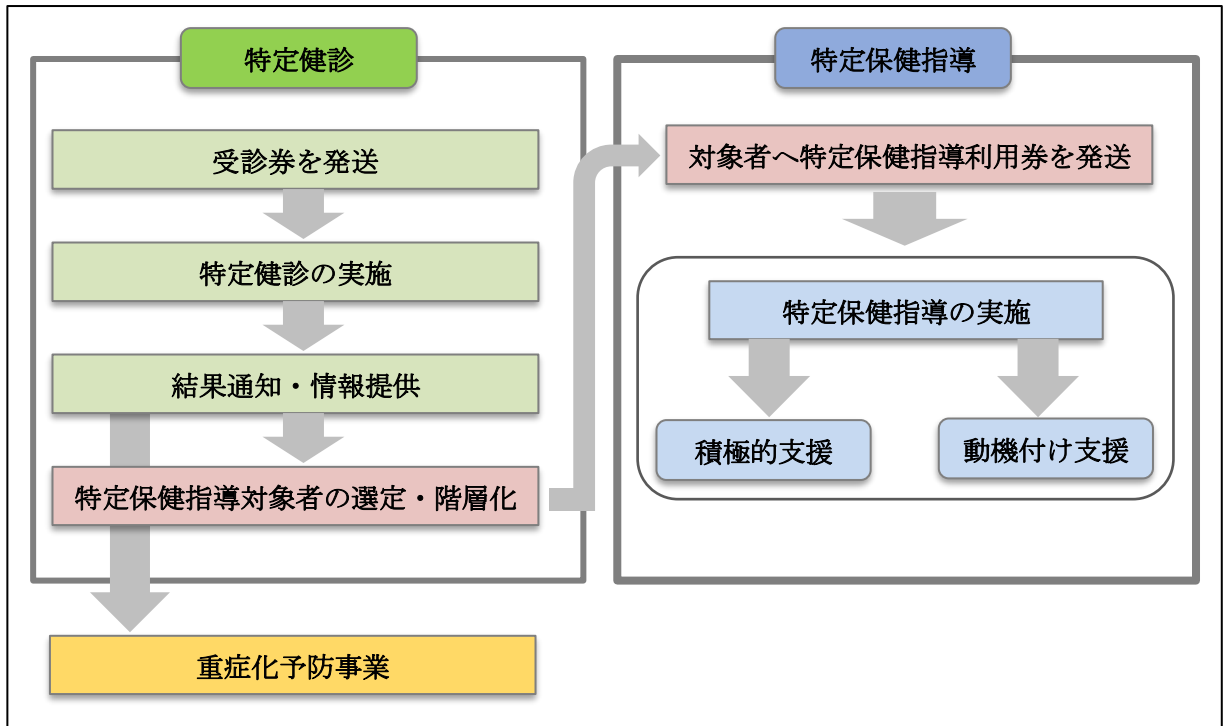 特定健診
受診券を発送
特定健診の実施
結果通知・情報提供
特定保健指導対象者の選定・階層化
重症化予防事業
特定保健指導
対象者へ特定保健指導利用券を発送
特定保健指導の実施
積極的支援
動機付け支援